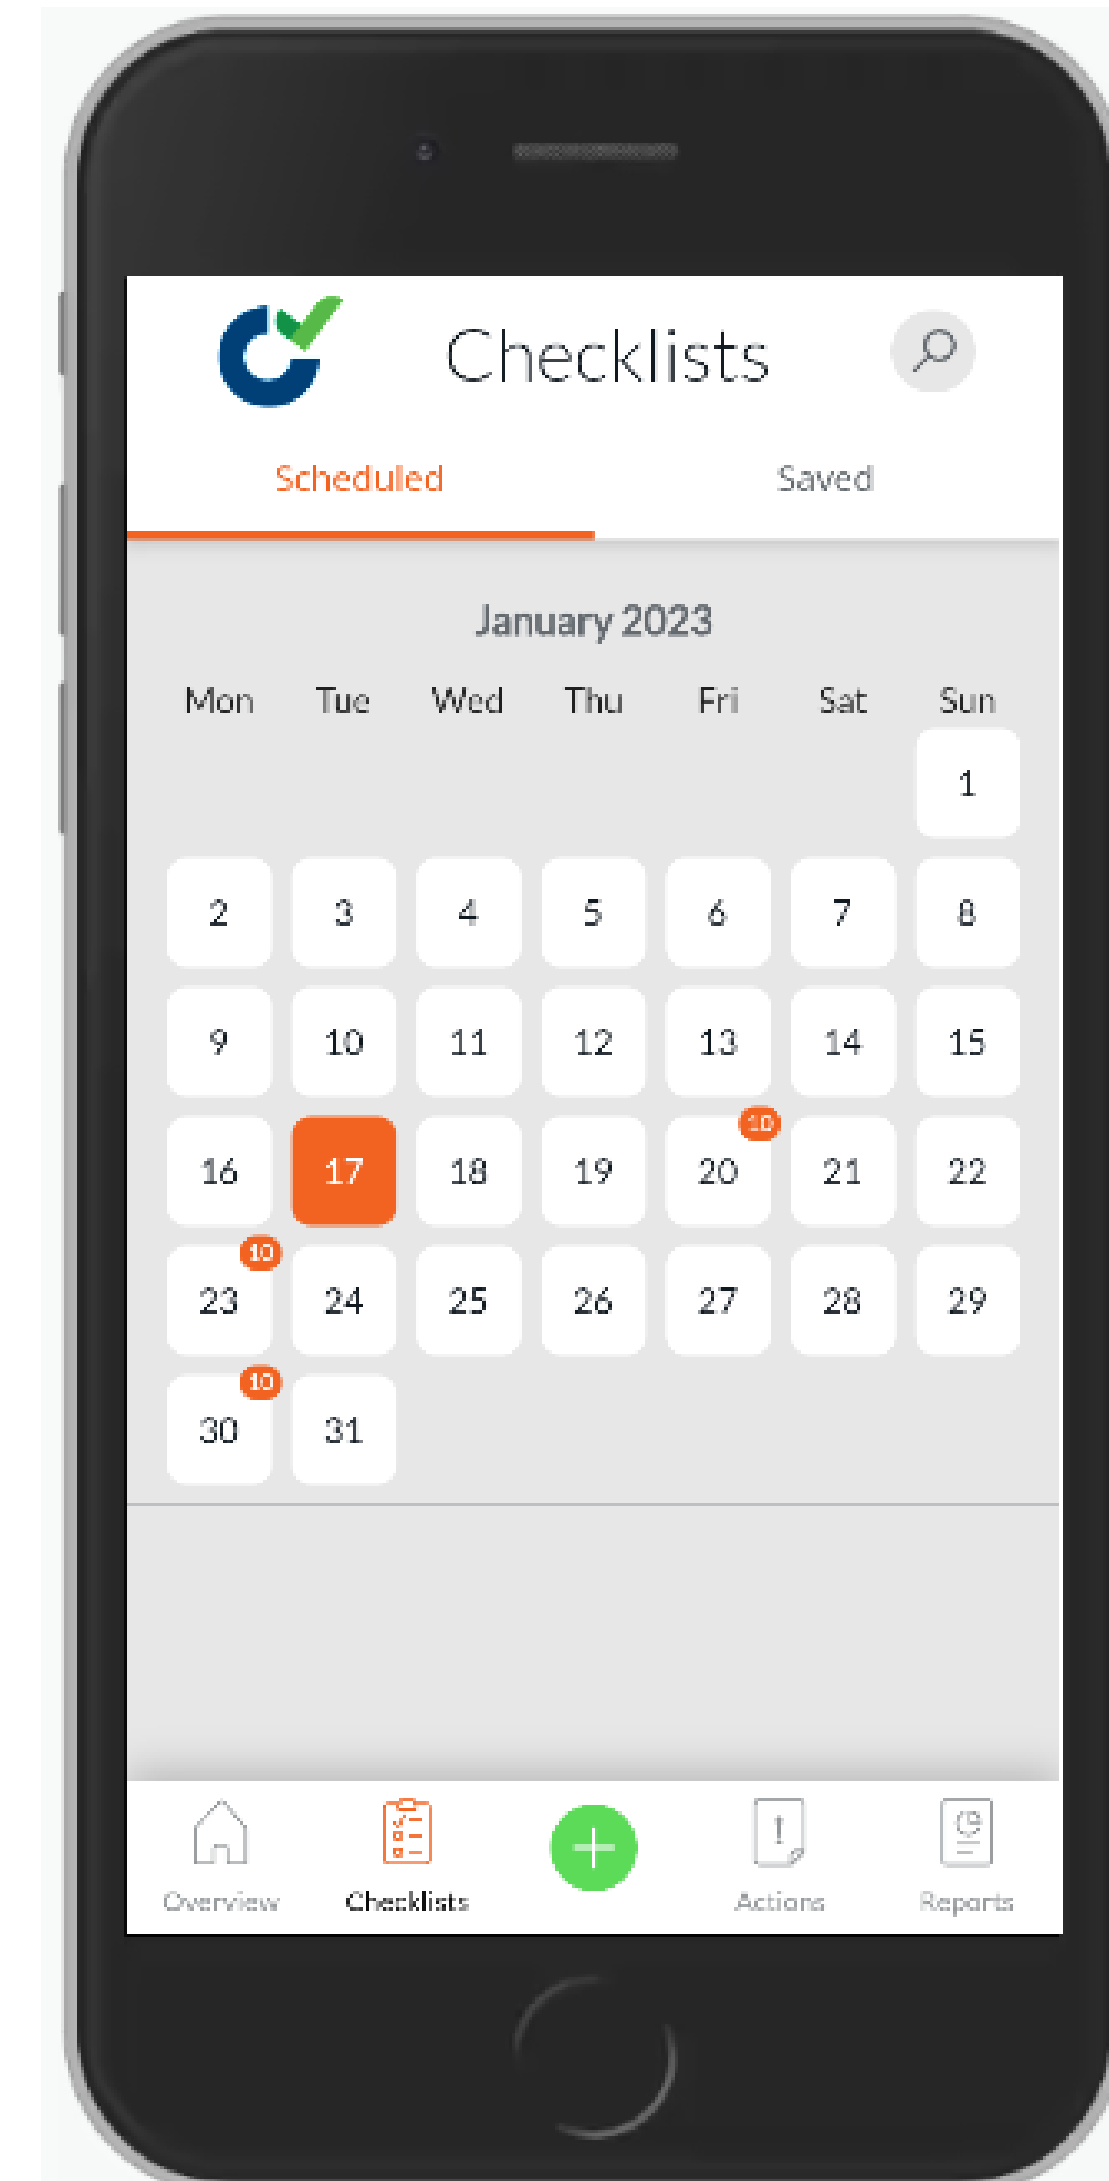 Checklists
Scheduled Saved
January 2023
Mon Tue Wed Thu Fri Sat Sun
1
2 3 4 5 6 7 8
9 10 11 12 13 14 15
10
16 17 18 19 20 21 22
10
23 24 25 26 27 28 29
10
30 31
Overview Checklists Actions Reports